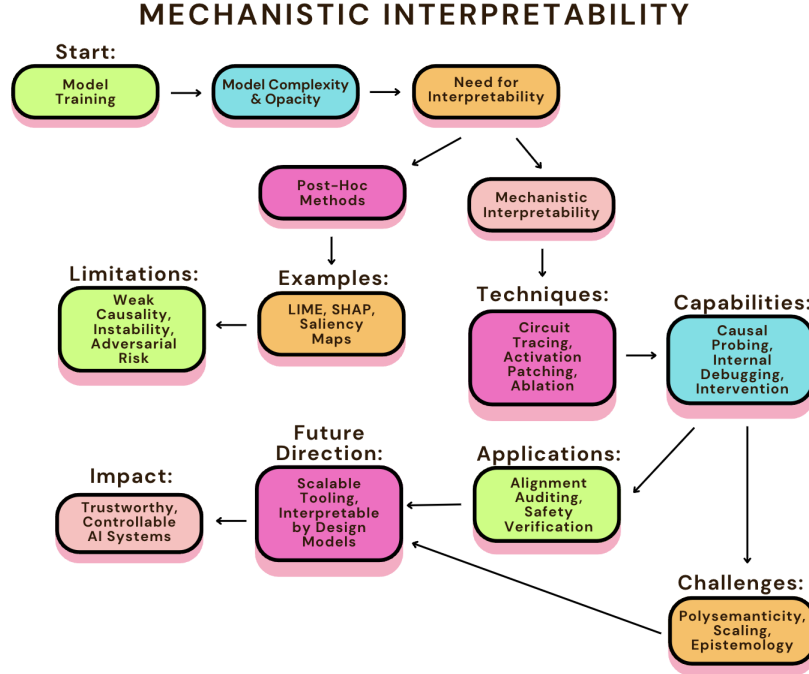 MECHANISTIC INTERPRETABILITY
Start:
Model
Training
Model Complexity
& Opacity
Need for
Interpretability
Post-Hoc
Methods
Mechanistic
Interpretability
Limitations:
Weak
Causality,
Instability,
Adversarial
Risk
Examples:
LIME, SHAP,
Saliency
Maps
Techniques:
Circuit
Tracing,
Activation
Patching,
Ablation
Capabilities:
Causal
Probing,
Internal
Debugging,
Intervention
Impact:
Trustworthy,
Controllable
AI Systems
Future
Direction:
Scalable
Tooling,
Interpretable
by Design
Models
Applications:
Alignment
Auditing,
Safety
Verification
Challenges:
Polysemanticity,
Scaling,
Epistemology